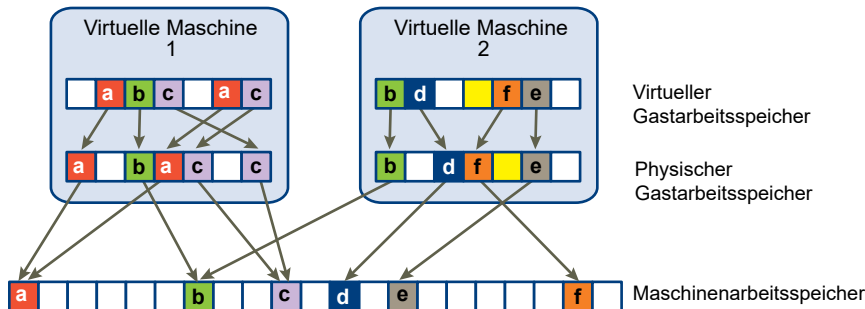 Virtuelle Maschine
1
Virtuelle Maschine
2
a b c a c
b d f e
Virtueller
Gastarbeitsspeicher
a b a c c
b d f e
Physischer
Gastarbeitsspeicher
a b c d e f
Maschinenarbeitsspeicher